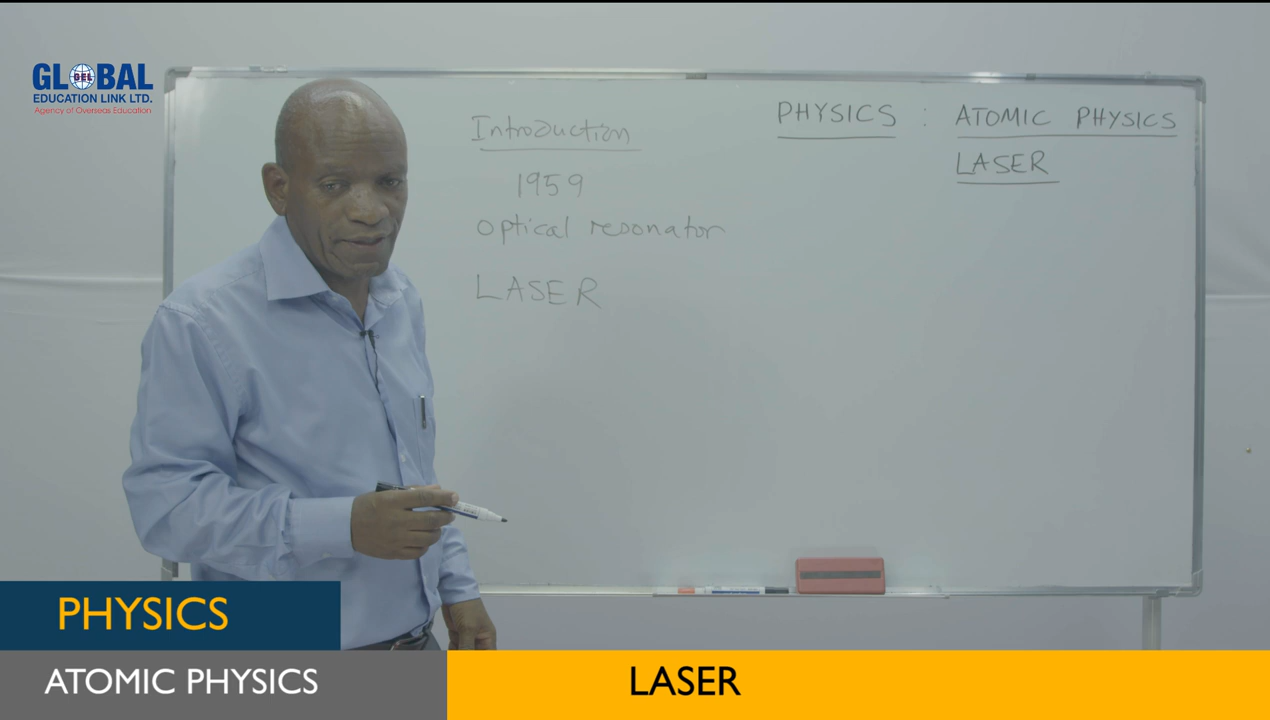 GLOBAL
GEL
EDUCATION LINK LTD.
Agency of Overseas Education
PHYSICS : ATOMIC PHYSICS
LASER
Introduction
1959
Optical resonator
LASER
PHYSICS
ATOMIC PHYSICS
LASER